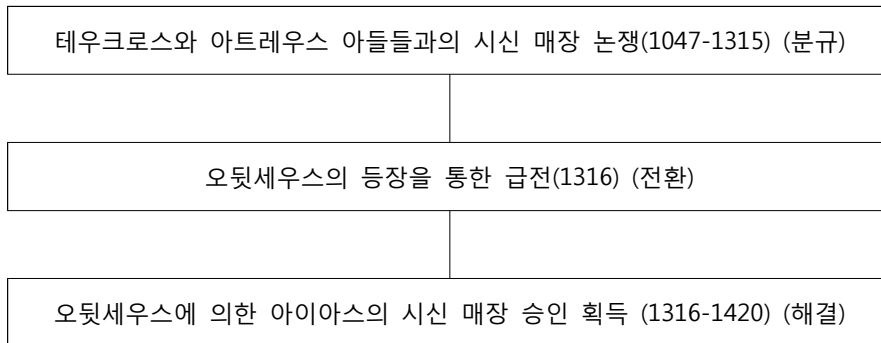 테우크로스와 아트레우스 아들들과의 시신 매장 논쟁(1047-1315) (분규)
오뒷세우스의 등장을 통한 급전(1316) (전환)
오뒷세우스에 의한 아이아스의 시신 매장 승인 획득 (1316-1420) (해결)